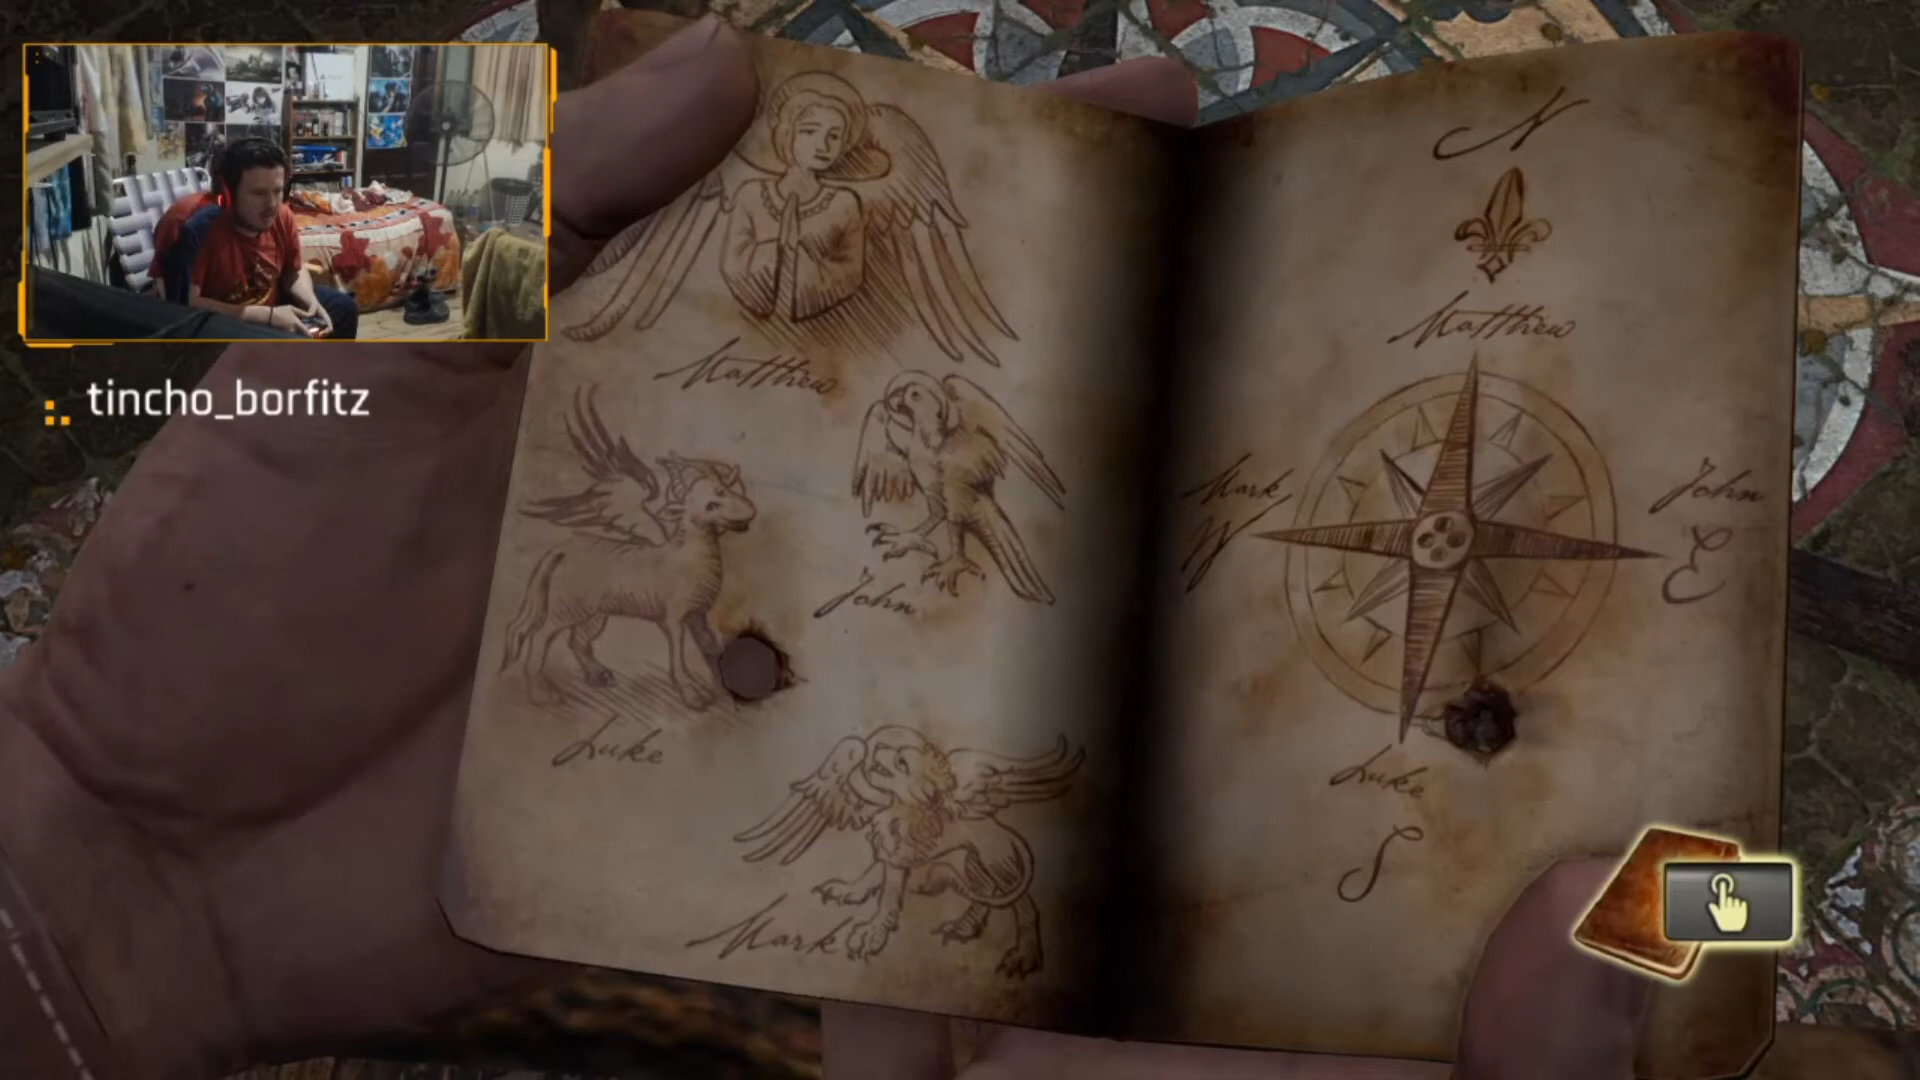 tincho_borfitz
Matthew
John
Luke
Mark
N
Matthew
Mark
W
John
E
Luke
S